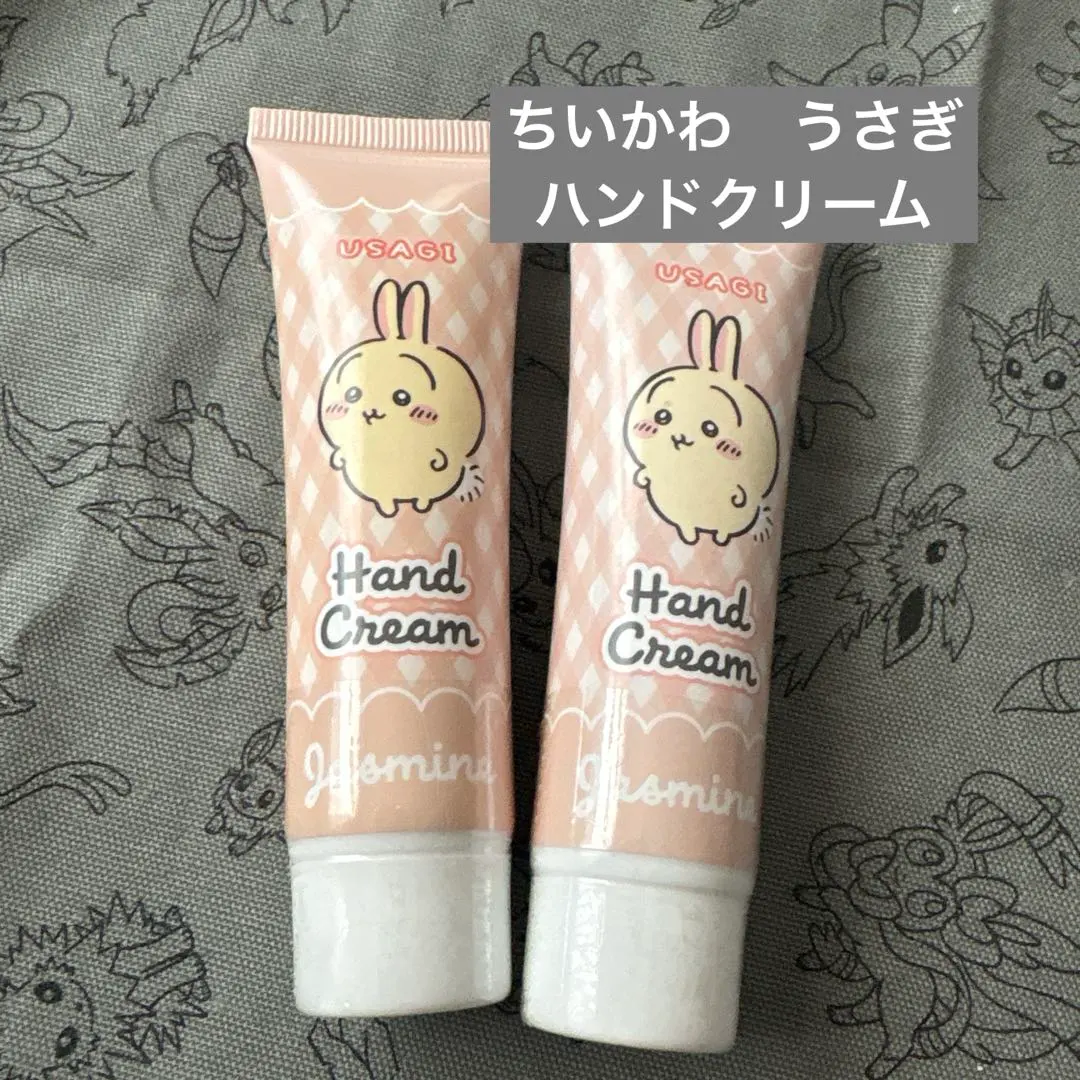 ちいかわ　うさぎ
ハンドクリーム
USAGI
Hand
Cream
Jasmine
USAGI
Hand
Cream
Jasmine